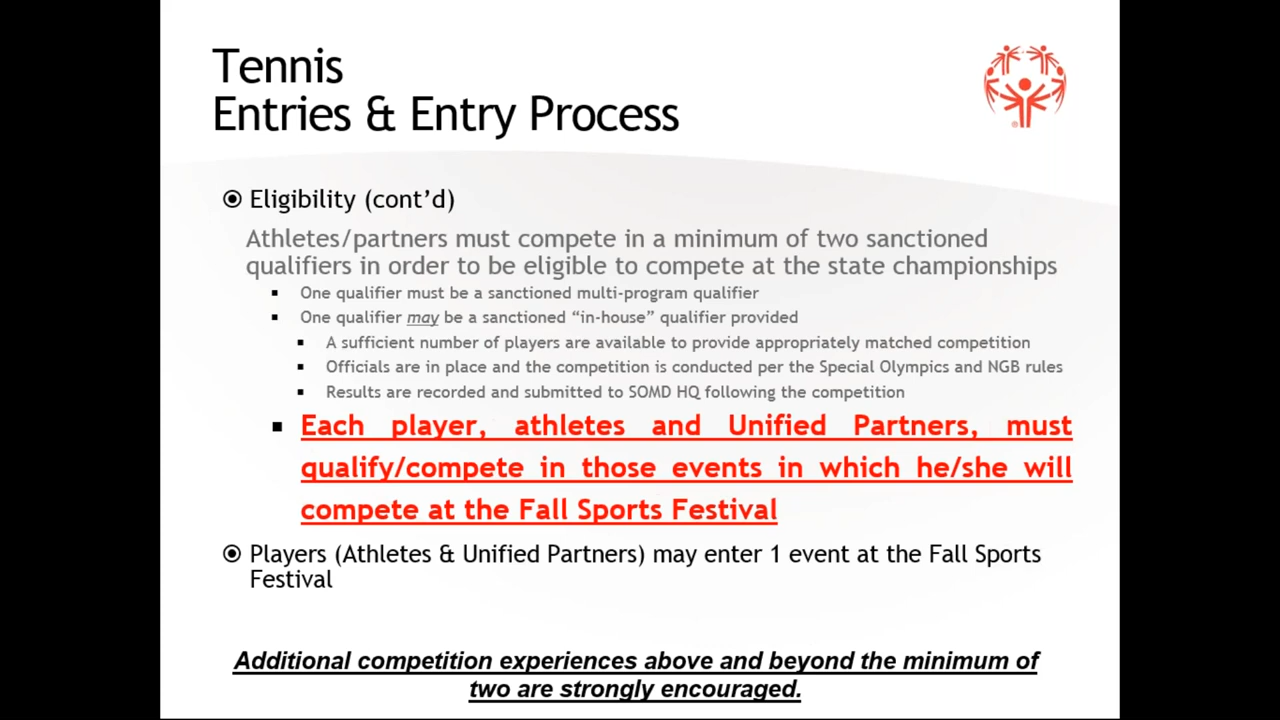 Tennis
Entries & Entry Process
Eligibility (cont’d)
Athletes/partners must compete in a minimum of two sanctioned
qualifiers in order to be eligible to compete at the state championships
One qualifier must be a sanctioned multi-program qualifier
One qualifier may be a sanctioned “in-house” qualifier provided
A sufficient number of players are available to provide appropriately matched competition
Officials are in place and the competition is conducted per the Special Olympics and NGB rules
Results are recorded and submitted to SOMD HQ following the competition
Each player, athletes and Unified Partners, must
qualify/compete in those events in which he/she will
compete at the Fall Sports Festival
Players (Athletes & Unified Partners) may enter 1 event at the Fall Sports
Festival
Additional competition experiences above and beyond the minimum of
two are strongly encouraged.